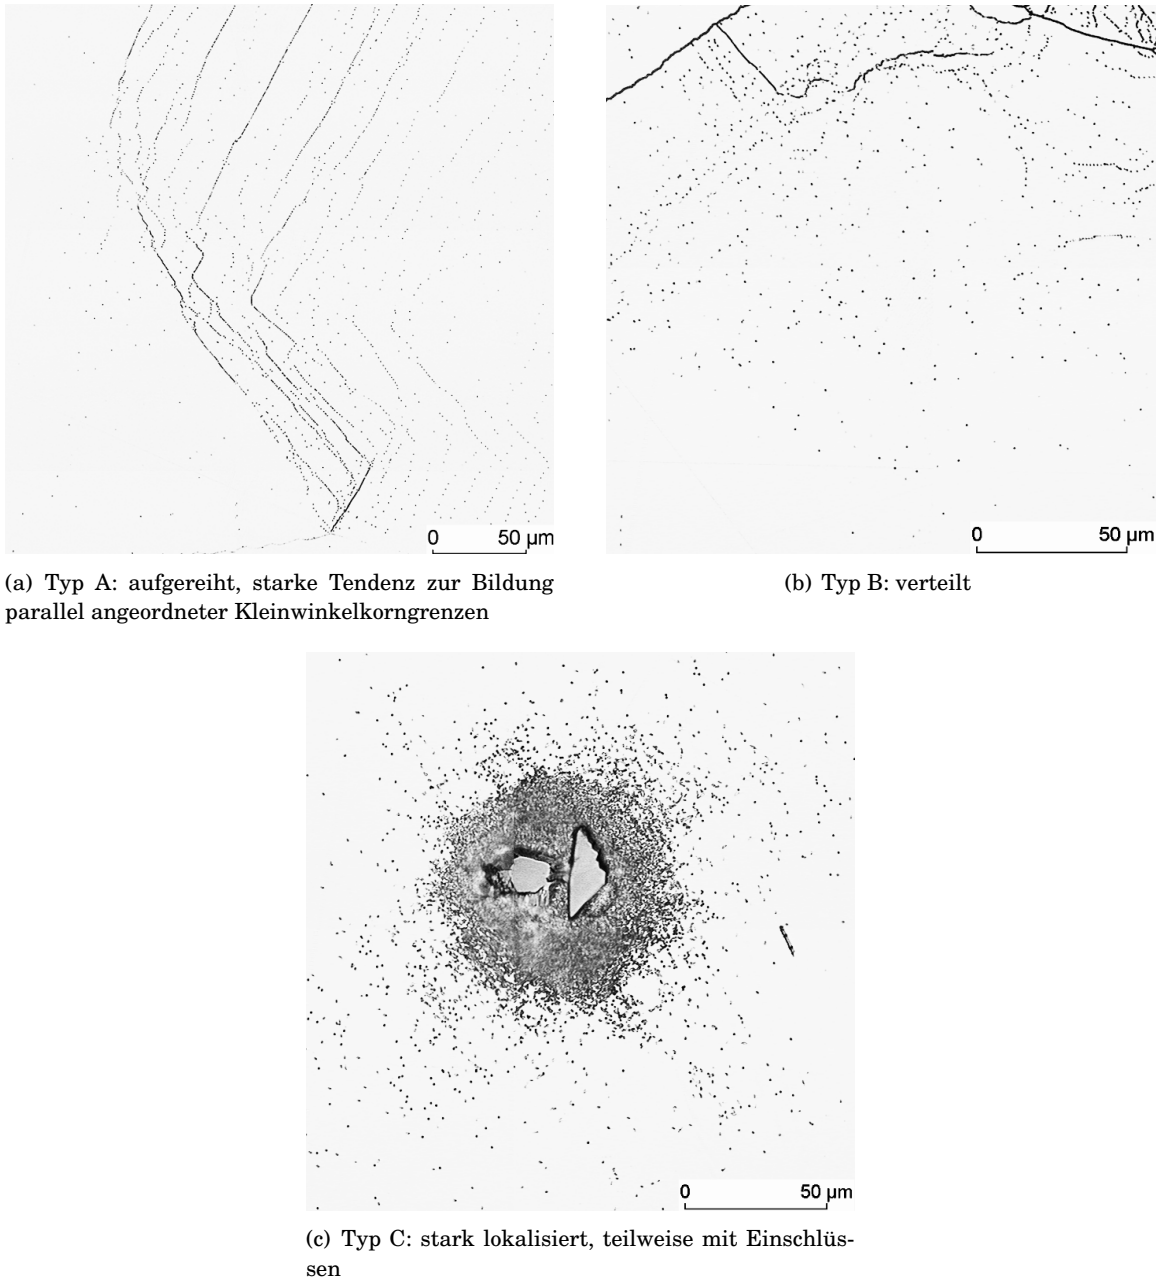 0 50 µm
(a) Typ A: aufgereiht, starke Tendenz zur Bildung
parallel angeordneter Kleinwinkelkorngrenzen
0 50 µm
(b) Typ B: verteilt
0 50 µm
(c) Typ C: stark lokalisiert, teilweise mit Einschlüs-
sen